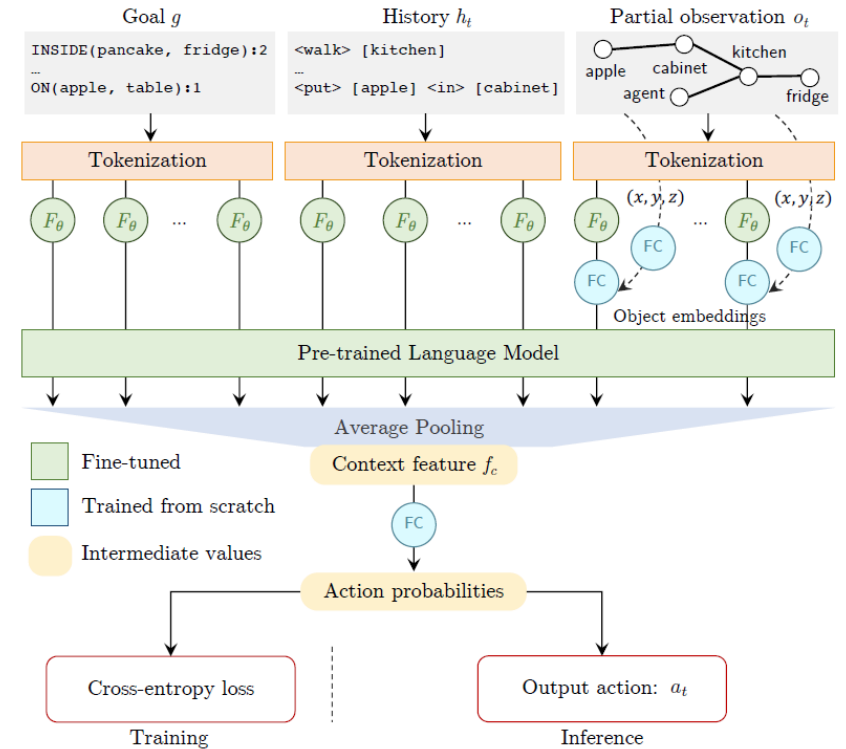 Goal g
History h_t
Partial observation o_t
INSIDE(pancake, fridge):2
…
ON(apple, table):1
<walk> [kitchen]
…
<put> [apple] <in> [cabinet]
apple
cabinet
kitchen
agent
fridge
Tokenization
Tokenization
Tokenization
F_θ
F_θ
...
F_θ
F_θ
F_θ
...
F_θ
F_θ
(x, y, z)
...
F_θ
(x, y, z)
FC
FC
FC
FC
Object embeddings
Pre-trained Language Model
Average Pooling
Context feature f_c
Fine-tuned
Trained from scratch
Intermediate values
FC
Action probabilities
Cross-entropy loss
Output action: a_t
Training
Inference